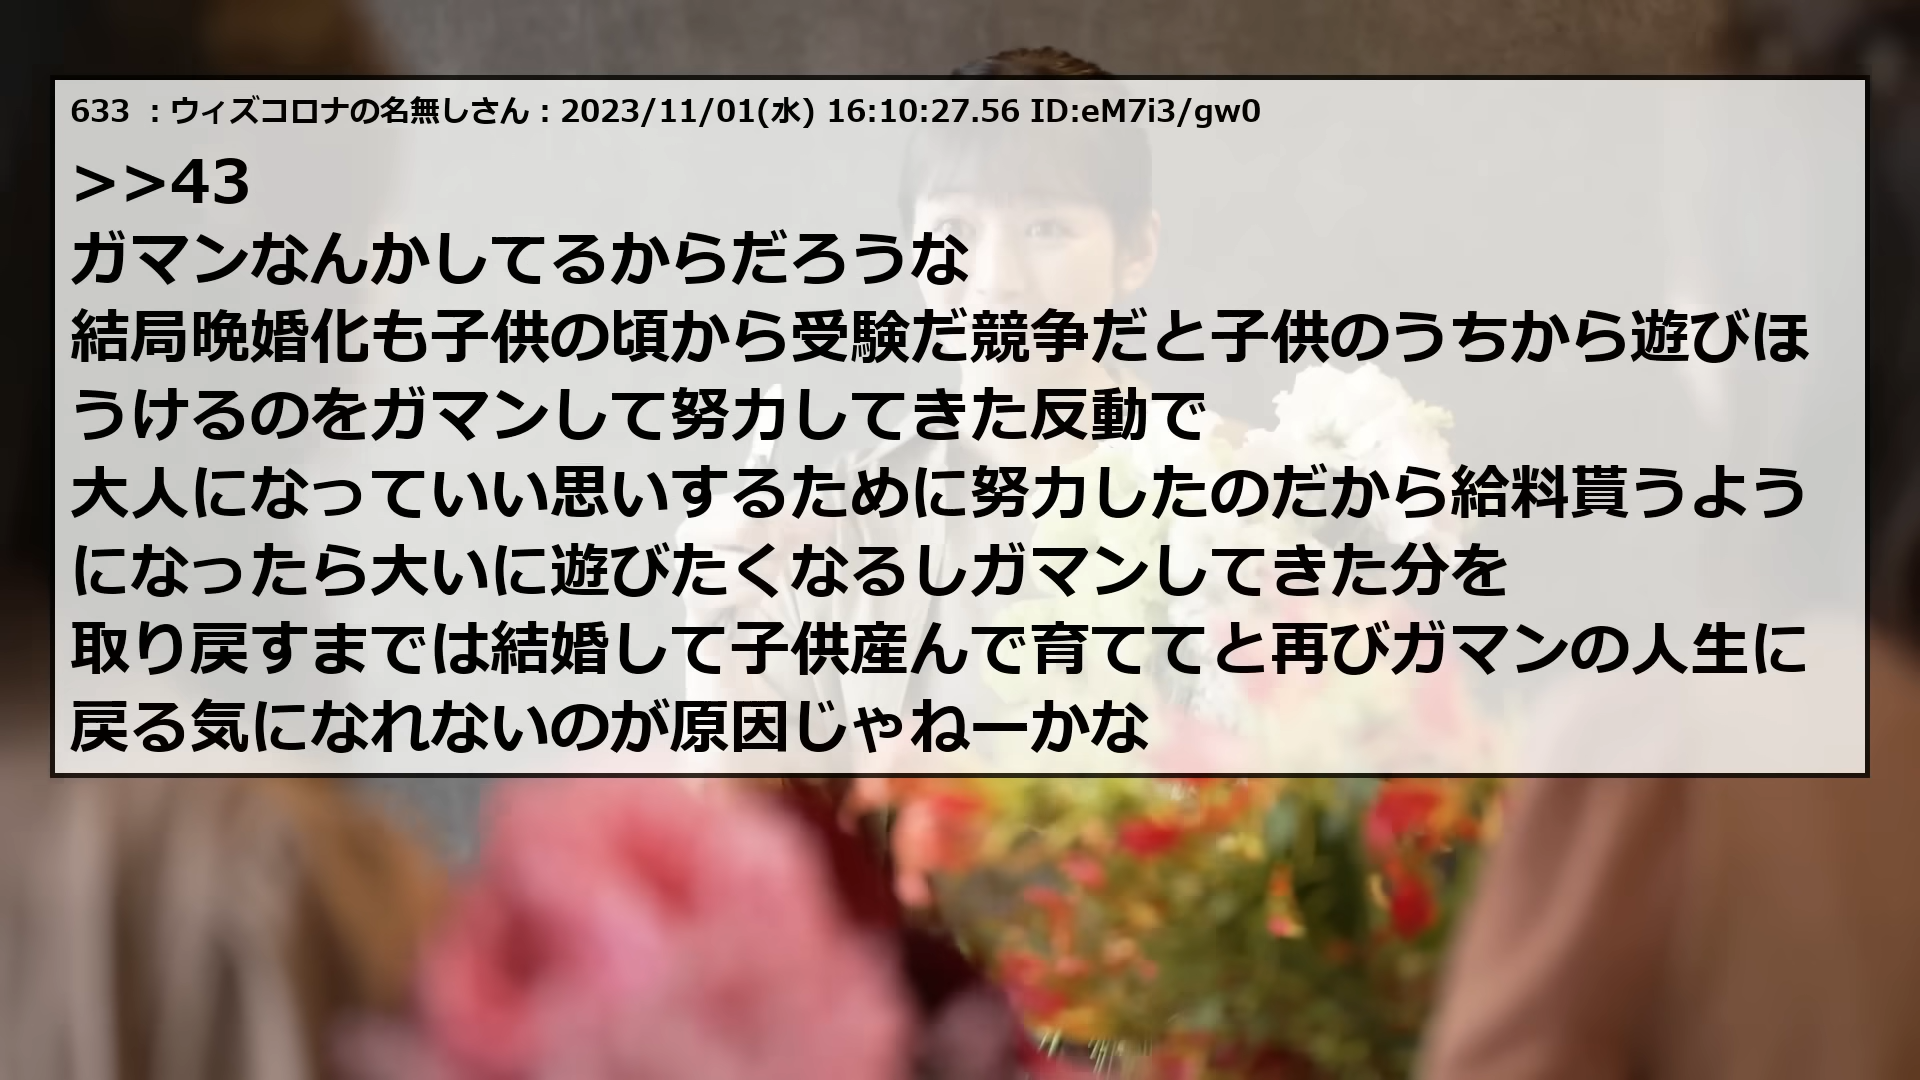 633 ：ウィズコロナの名無しさん：2023/11/01(水) 16:10:27.56 ID:eM7i3/gw0
>>43
ガマンなんかしてるからだろうな
結局晩婚化も子供の頃から受験だ競争だと子供のうちから遊びほ
うけるのをガマンして努力してきた反動で
大人になっていい思いするために努力したのだから給料貰うよう
になったら大いに遊びたくなるしガマンしてきた分を
取り戻すまでは結婚して子供産んで育ててと再びガマンの人生に
戻る気になれないのが原因じゃねーかな